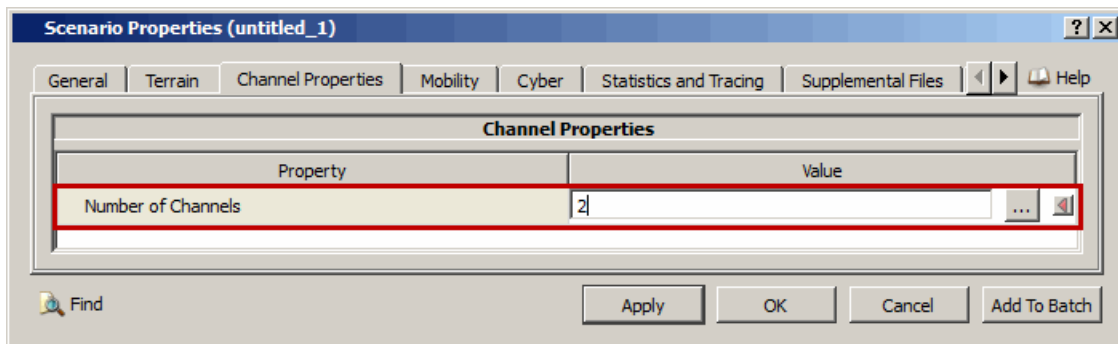 Scenario Properties (untitled_1)
General Terrain Channel Properties Mobility Cyber Statistics and Tracing Supplemental Files Help
Channel Properties
Property Value
Number of Channels 2 ...
Find Apply OK Cancel Add To Batch